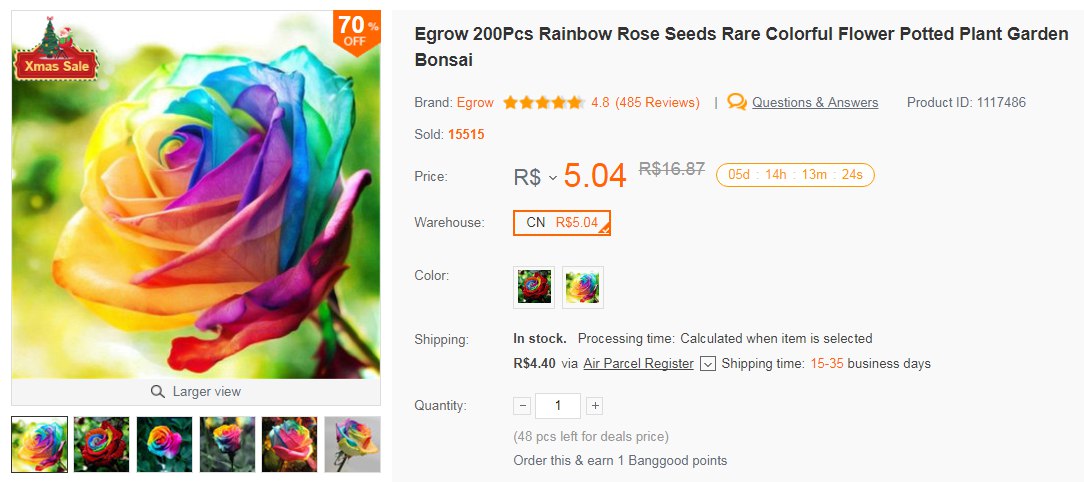 Xmas Sale
70%
OFF
Larger view
Egrow 200Pcs Rainbow Rose Seeds Rare Colorful Flower Potted Plant Garden
Bonsai
Brand: Egrow 4.8 (485 Reviews) | Questions & Answers Product ID: 1117486
Sold: 15515
Price: R$ 5.04 R$16.87 05d : 14h : 13m : 24s
Warehouse: CN R$5.04
Color:
Shipping: In stock. Processing time: Calculated when item is selected
R$4.40 via Air Parcel Register Shipping time: 15-35 business days
Quantity: − 1 +
(48 pcs left for deals price)
Order this & earn 1 Banggood points